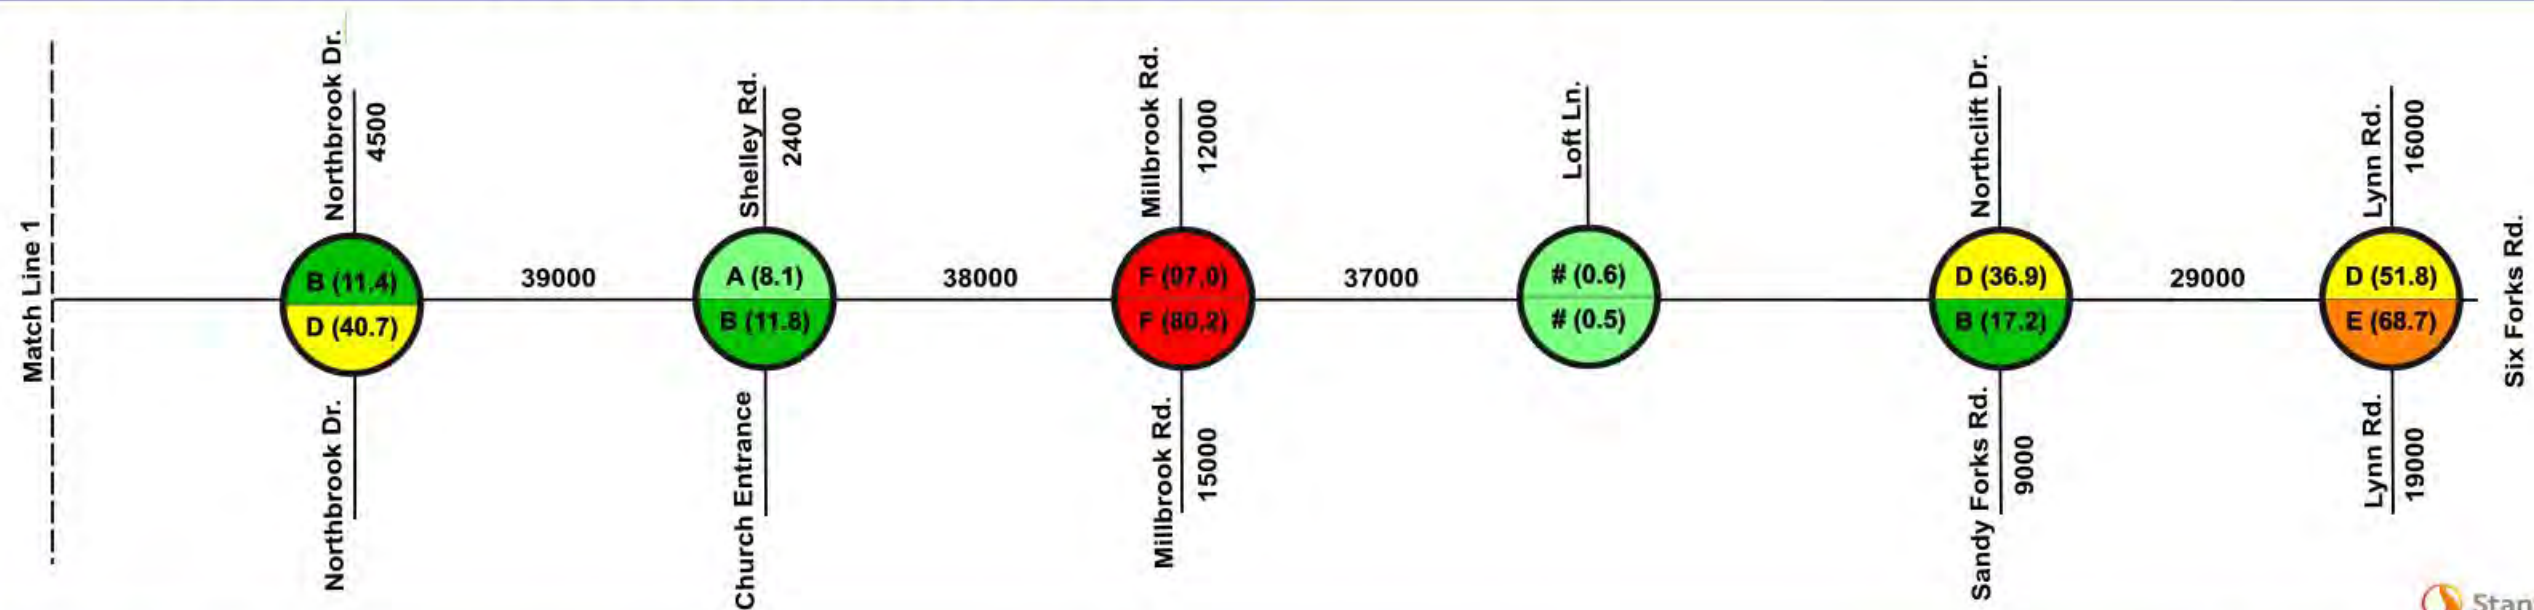 Match Line 1
Northbrook Dr.
4500
B (11.4)
D (40.7)
Northbrook Dr.
39000
Shelley Rd.
2400
A (8.1)
B (11.8)
Church Entrance
38000
Millbrook Rd.
12000
F (97.0)
F (80.2)
Millbrook Rd.
15000
37000
Loft Ln.
# (0.6)
# (0.5)
Northclift Dr.
D (36.9)
B (17.2)
Sandy Forks Rd.
9000
29000
Lynn Rd.
16000
D (51.8)
E (68.7)
Lynn Rd.
19000
Six Forks Rd.